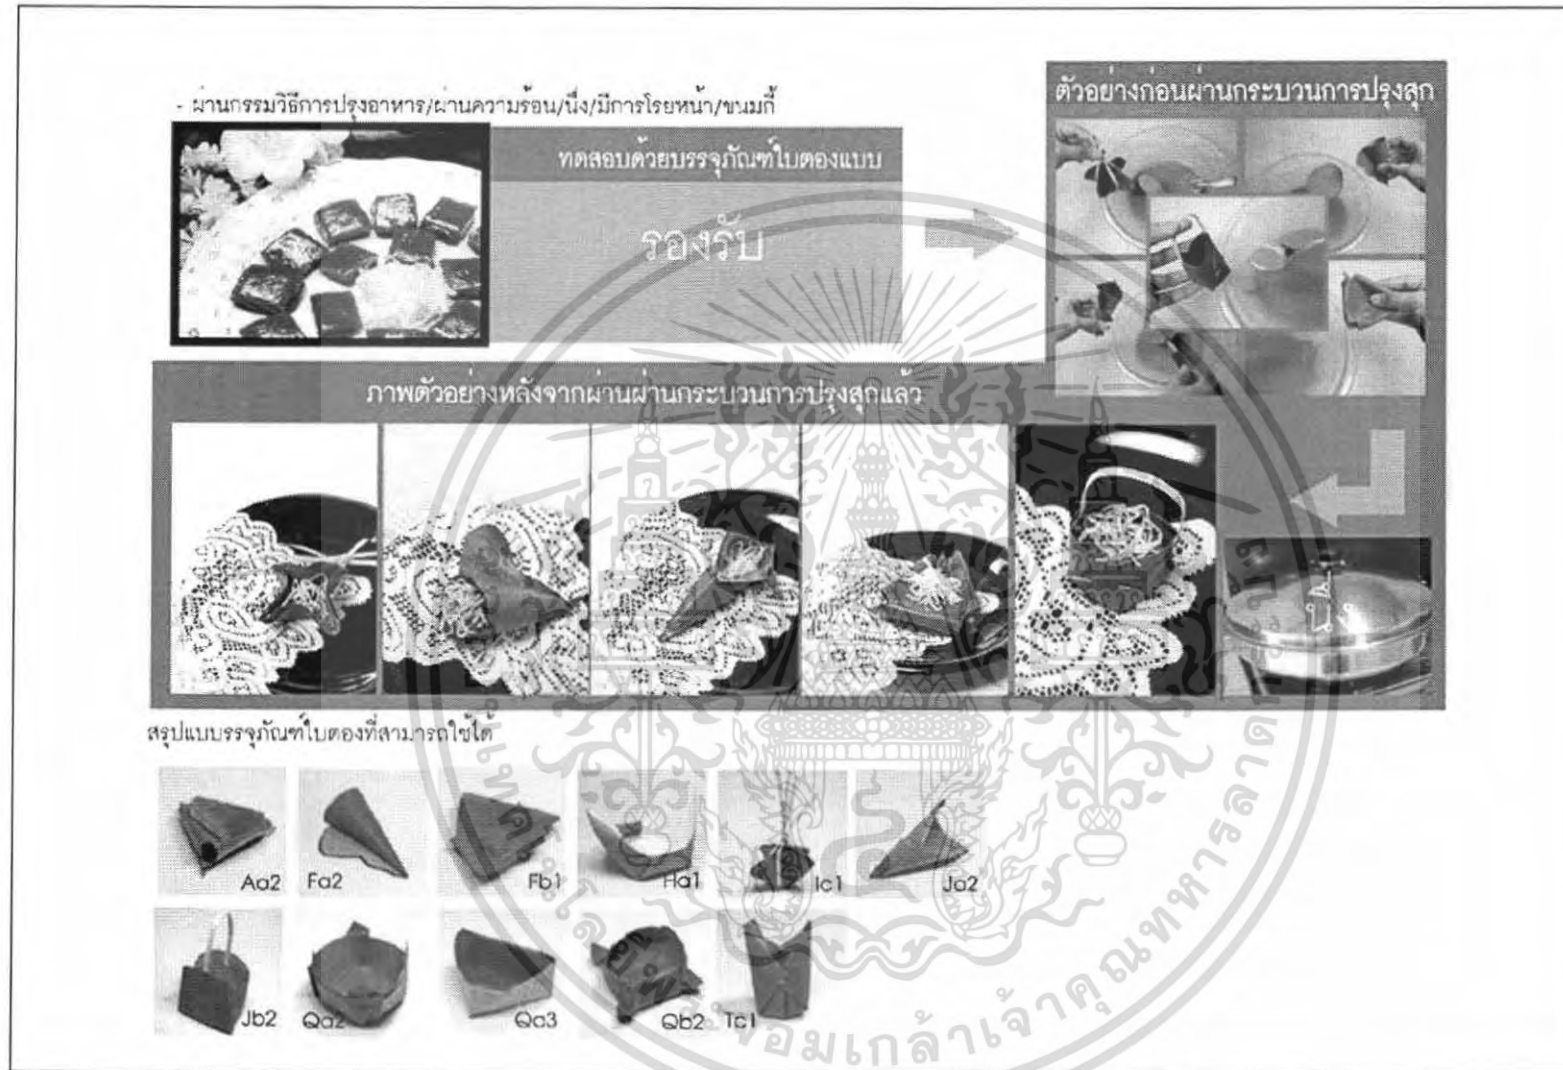 - ผ่านกรรมวิธีการปรุงอาหาร/ผ่านความร้อน/นึ่ง/มีการโรยหน้า/ขนมกี้
ทดสอบด้วยบรรจุภัณฑ์ใบตองแบบ
รองรับ
ตัวอย่างก่อนผ่านกระบวนการปรุงสุก
ภาพตัวอย่างหลังจากผ่านผ่านกระบวนการปรุงสุกแล้ว
นึ่ง
สรุปแบบบรรจุภัณฑ์ใบตองที่สามารถใช้ได้
Aa2 Fa2 Fb1 Ha1 Ic1 Ja2
Jb2 Qa2 Qa3 Qb2 Tc1